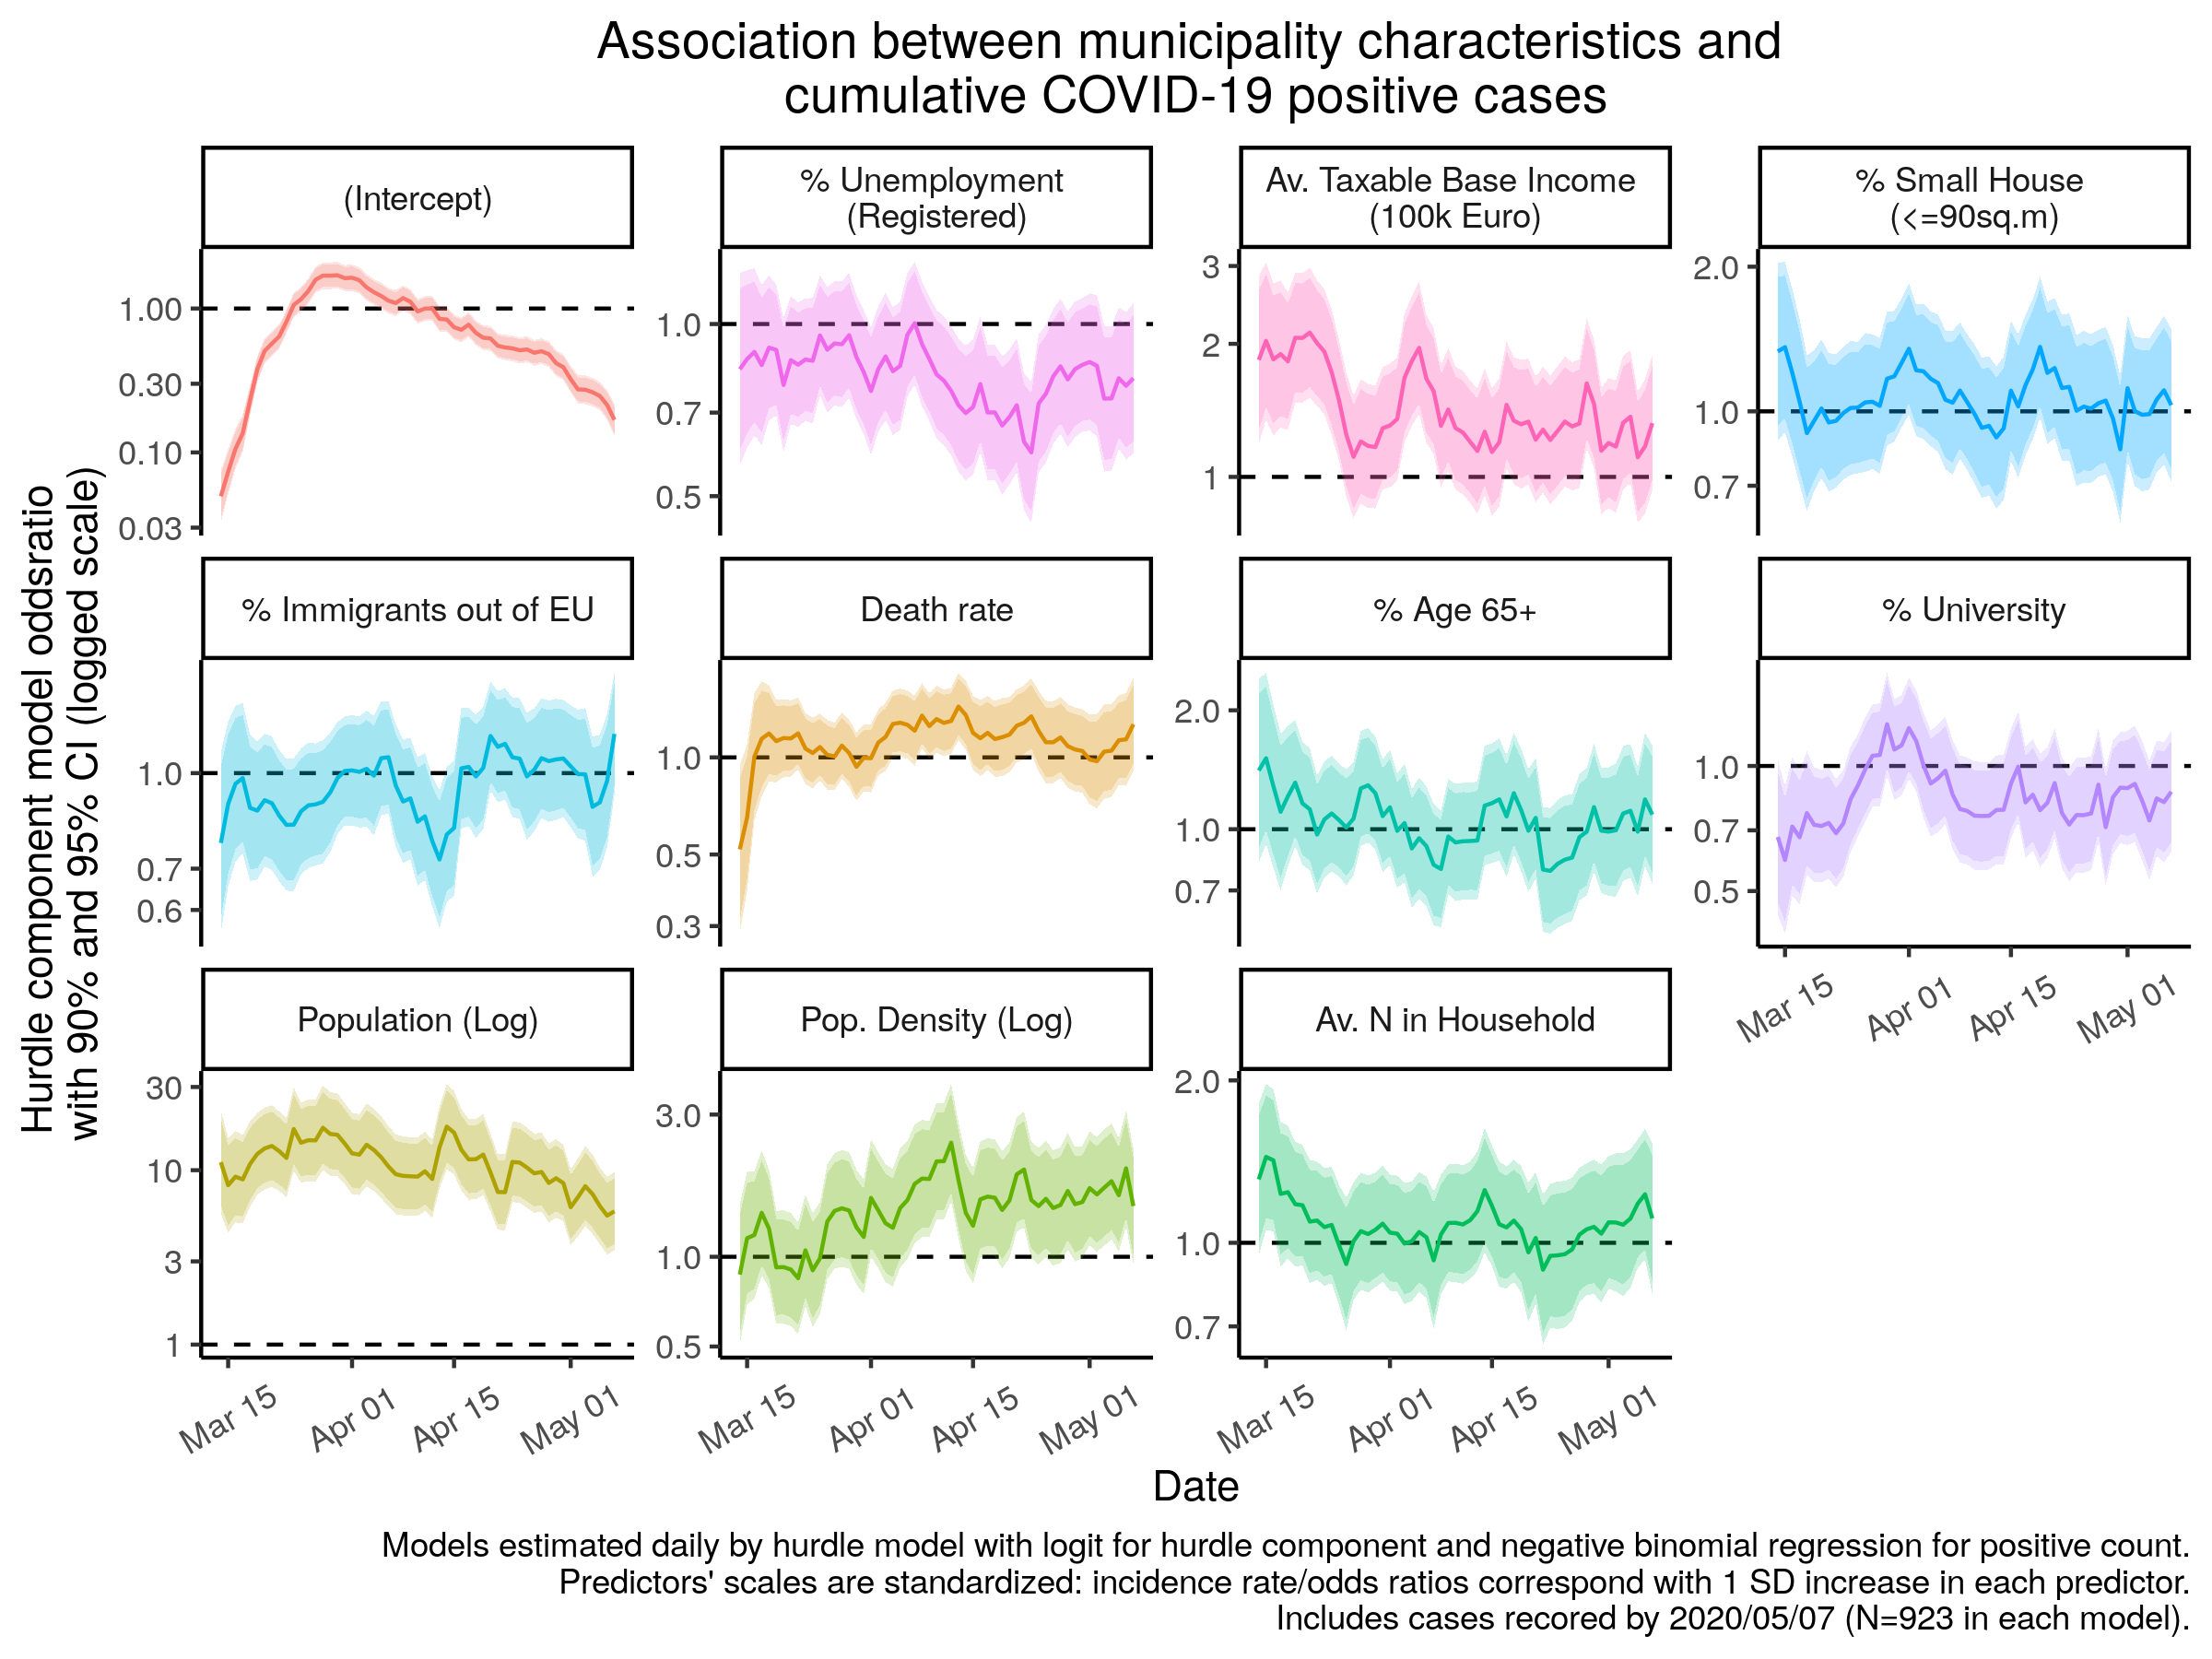 Association between municipality characteristics and
cumulative COVID-19 positive cases
Hurdle component model oddsratio
with 90% and 95% CI (logged scale)
(Intercept)
1.00
0.30
0.10
0.03
% Unemployment
(Registered)
1.0
0.7
0.5
Av. Taxable Base Income
(100k Euro)
3
2
1
% Small House
(<=90sq.m)
2.0
1.0
0.7
% Immigrants out of EU
1.0
0.7
0.6
Death rate
1.0
0.5
0.3
% Age 65+
2.0
1.0
0.7
% University
1.0
0.7
0.5
Mar 15 Apr 01 Apr 15 May 01
Population (Log)
30
10
3
1
Mar 15 Apr 01 Apr 15 May 01
Pop. Density (Log)
3.0
1.0
0.5
Mar 15 Apr 01 Apr 15 May 01
Av. N in Household
2.0
1.0
0.7
Mar 15 Apr 01 Apr 15 May 01
Date
Models estimated daily by hurdle model with logit for hurdle component and negative binomial regression for positive count.
Predictors' scales are standardized: incidence rate/odds ratios correspond with 1 SD increase in each predictor.
Includes cases recored by 2020/05/07 (N=923 in each model).